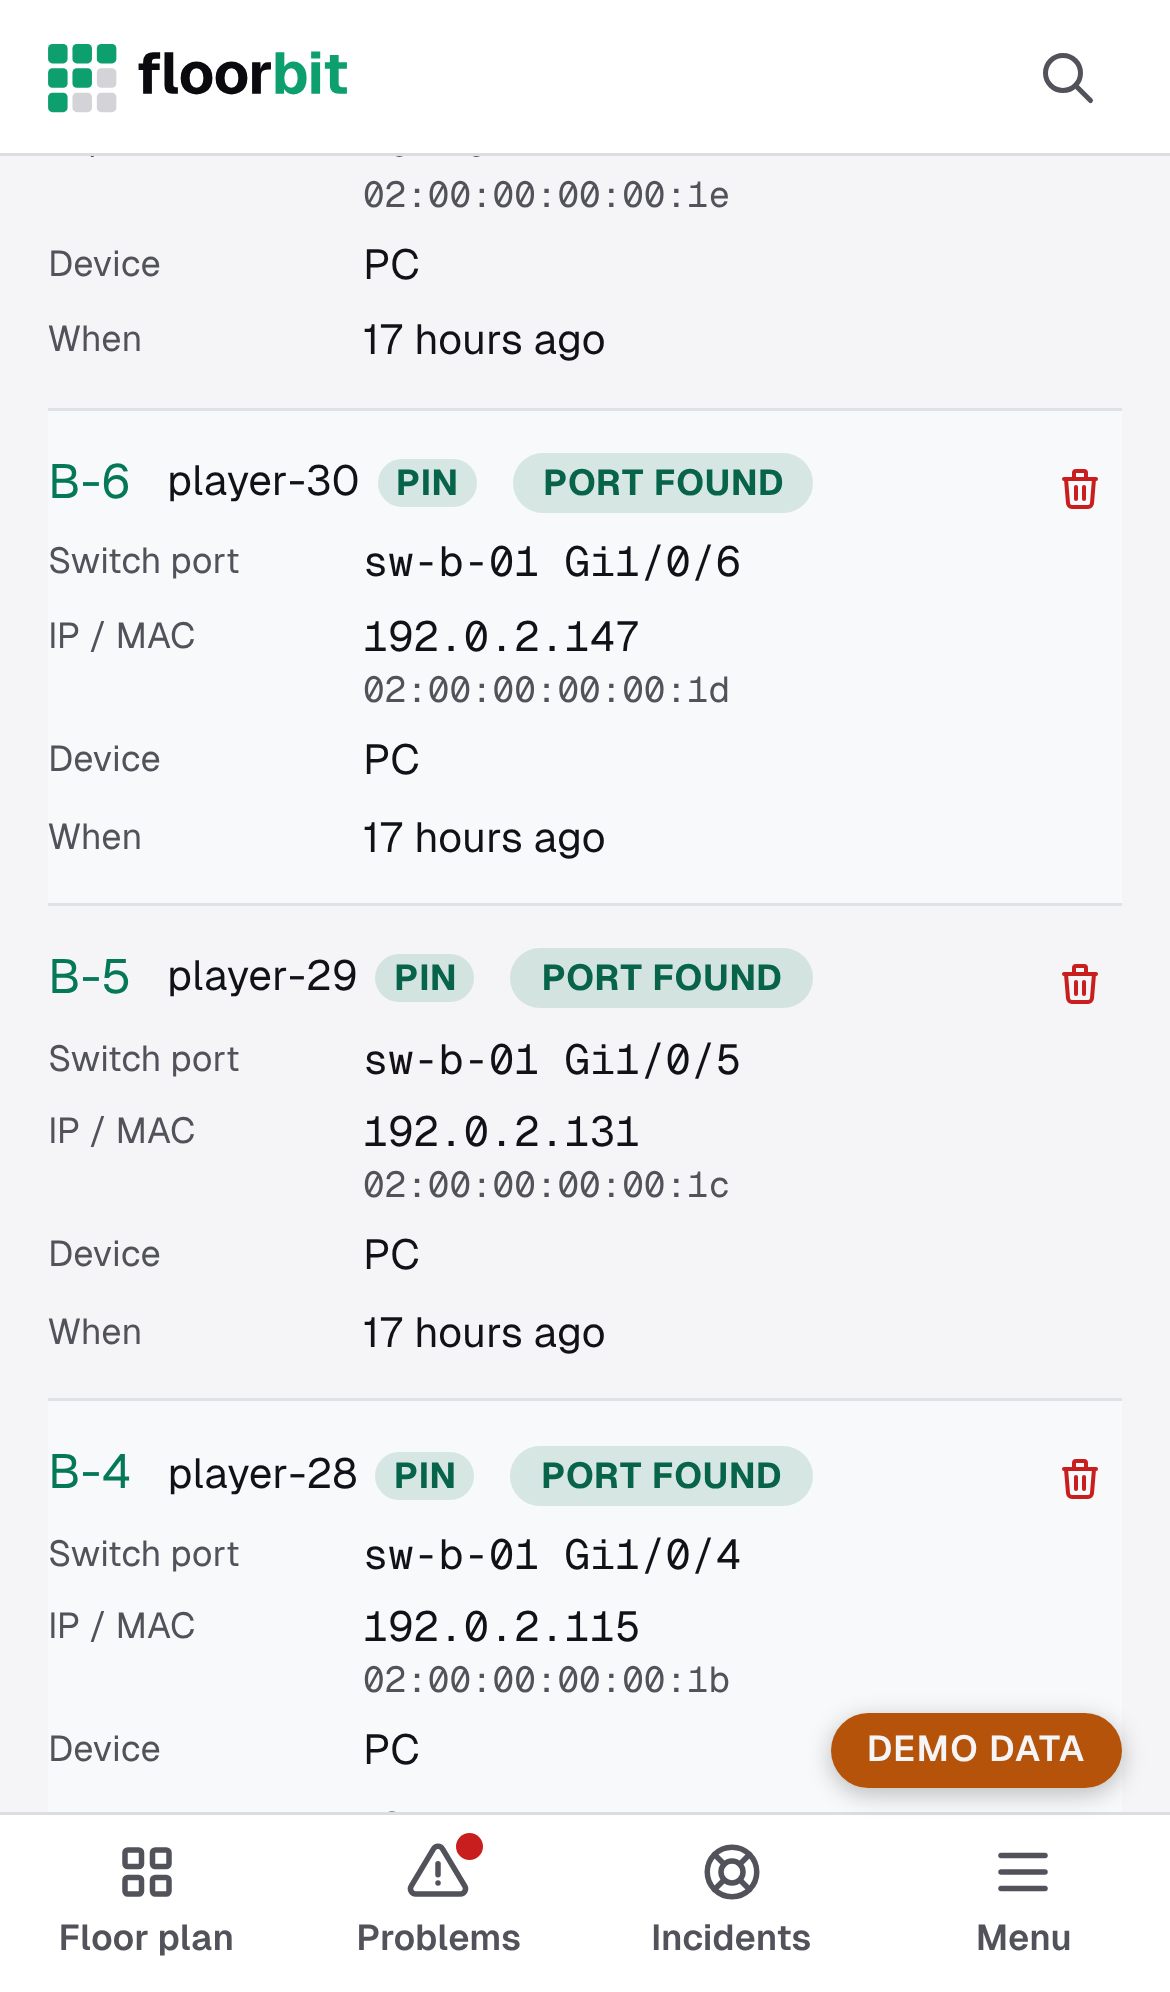 floorbit
02:00:00:00:00:1e
Device PC
When 17 hours ago
B-6 player-30 PIN PORT FOUND
Switch port sw-b-01 Gi1/0/6
IP / MAC 192.0.2.147
02:00:00:00:00:1d
Device PC
When 17 hours ago
B-5 player-29 PIN PORT FOUND
Switch port sw-b-01 Gi1/0/5
IP / MAC 192.0.2.131
02:00:00:00:00:1c
Device PC
When 17 hours ago
B-4 player-28 PIN PORT FOUND
Switch port sw-b-01 Gi1/0/4
IP / MAC 192.0.2.115
02:00:00:00:00:1b
Device PC
DEMO DATA
Floor plan Problems Incidents Menu